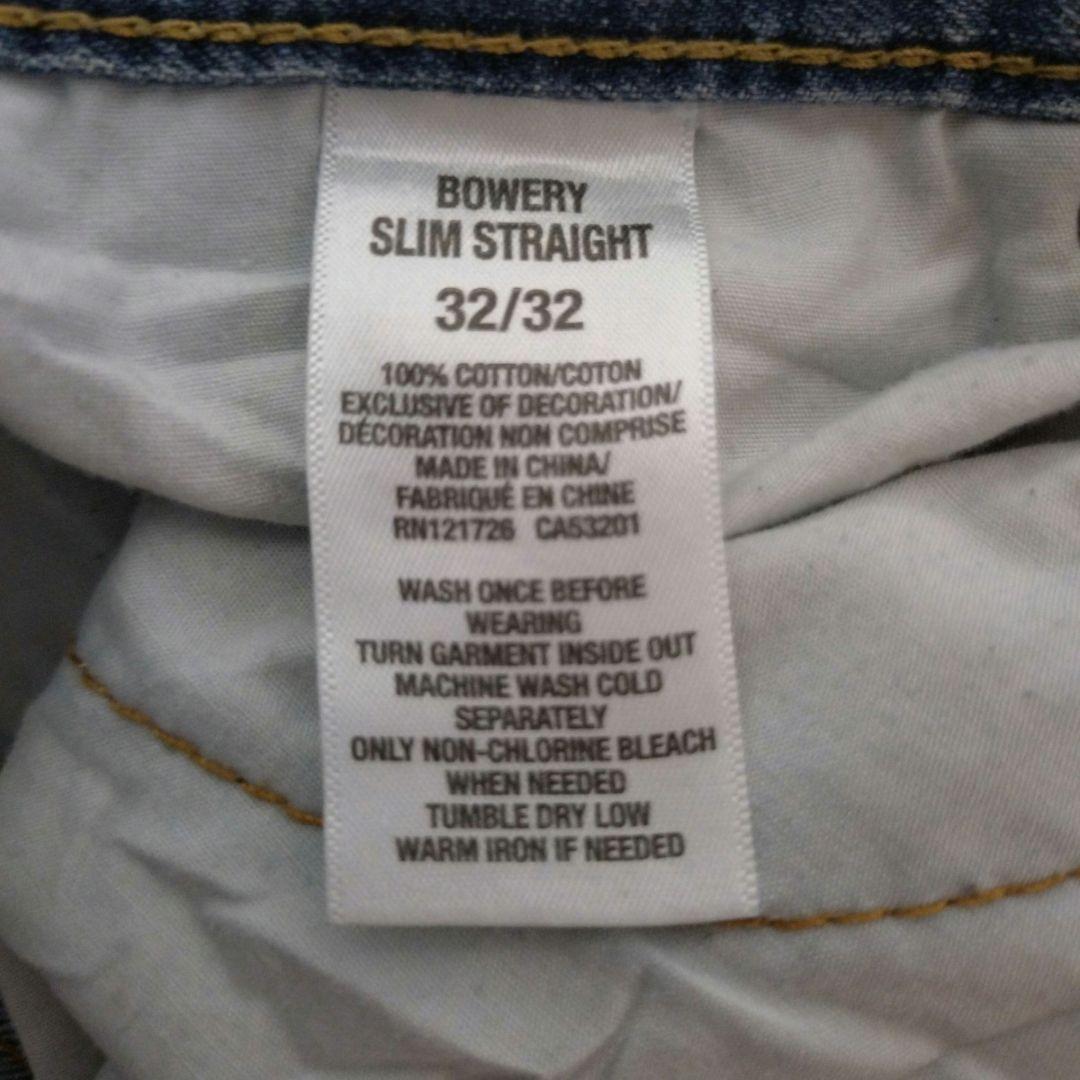 BOWERY
SLIM STRAIGHT
32/32
100% COTTON/COTON
EXCLUSIVE OF DECORATION/
DÉCORATION NON COMPRISE
MADE IN CHINA/
FABRIQUÉ EN CHINE
RN121726 CA53201
WASH ONCE BEFORE
WEARING
TURN GARMENT INSIDE OUT
MACHINE WASH COLD
SEPARATELY
ONLY NON-CHLORINE BLEACH
WHEN NEEDED
TUMBLE DRY LOW
WARM IRON IF NEEDED